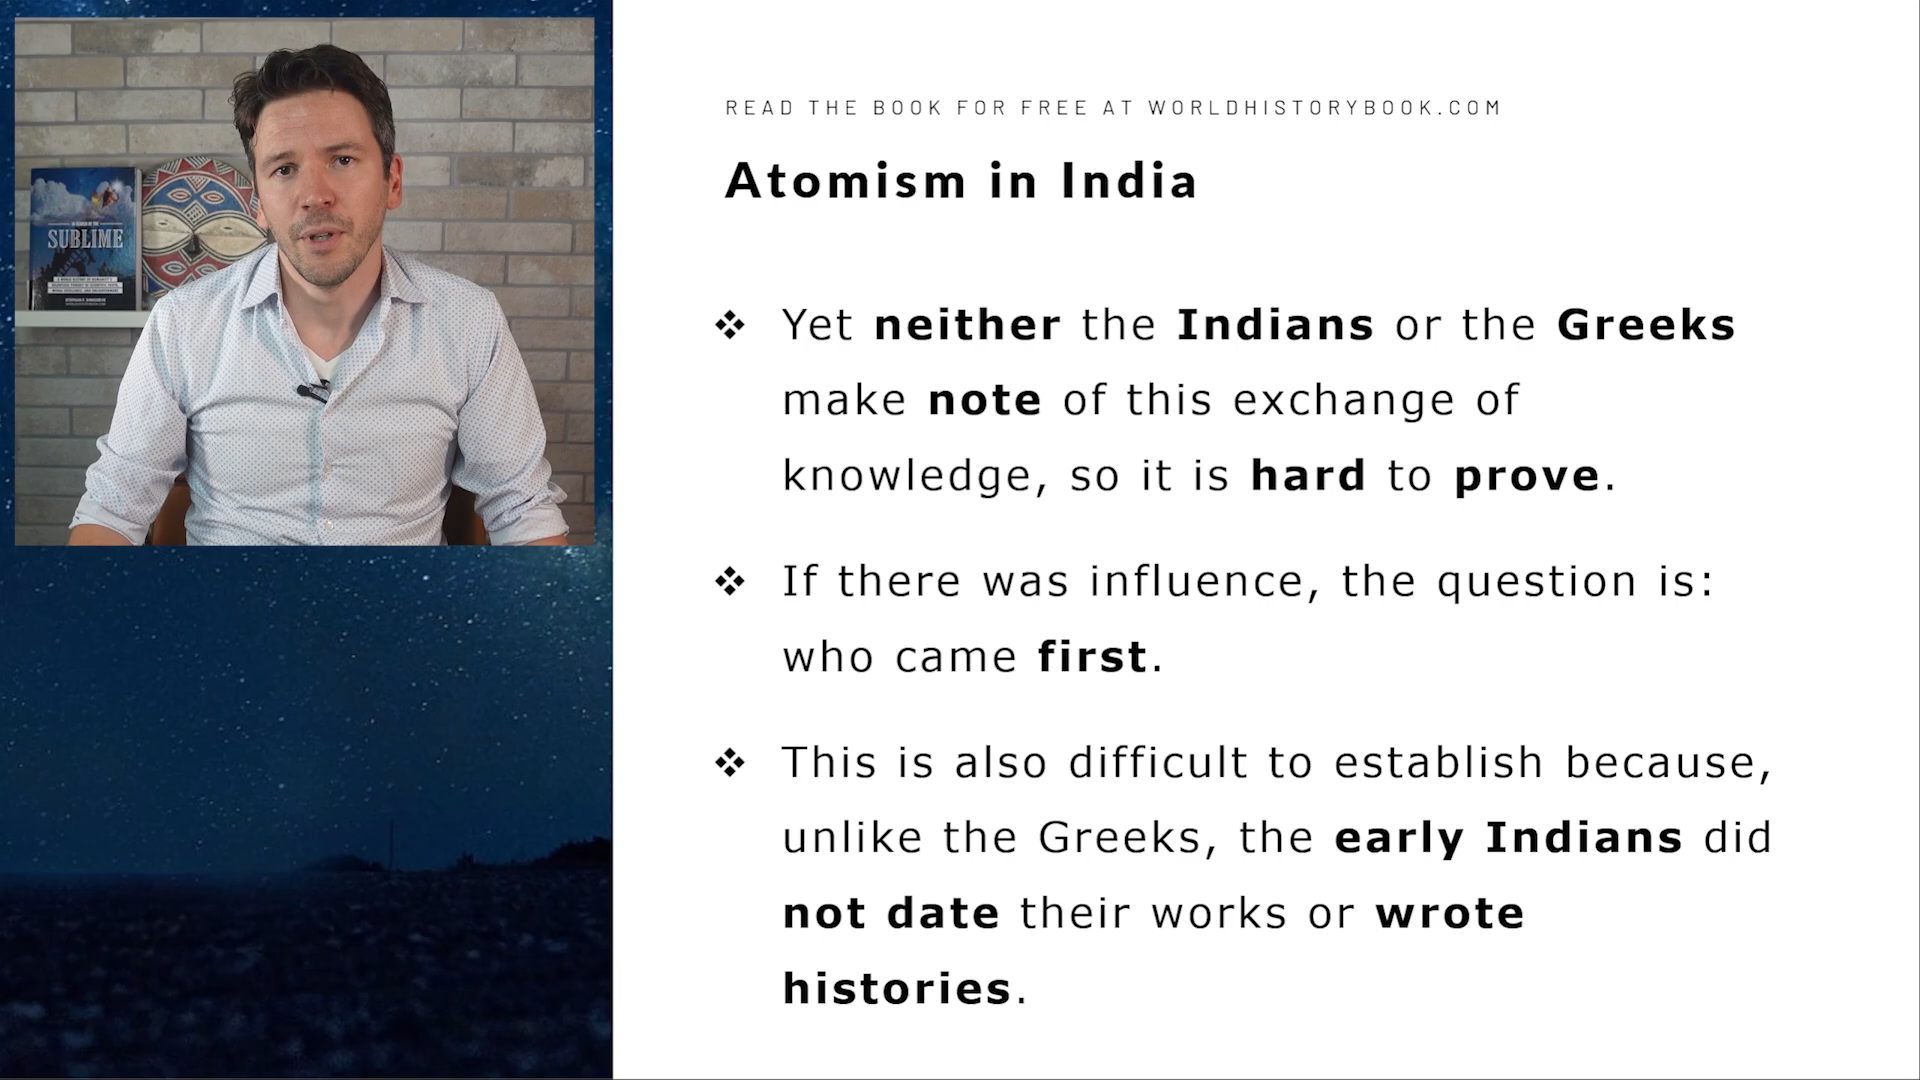 READ THE BOOK FOR FREE AT WORLDHISTORYBOOK.COM
Atomism in India
Yet neither the Indians or the Greeks
make note of this exchange of
knowledge, so it is hard to prove.
If there was influence, the question is:
who came first.
This is also difficult to establish because,
unlike the Greeks, the early Indians did
not date their works or wrote
histories.
SUBLIME